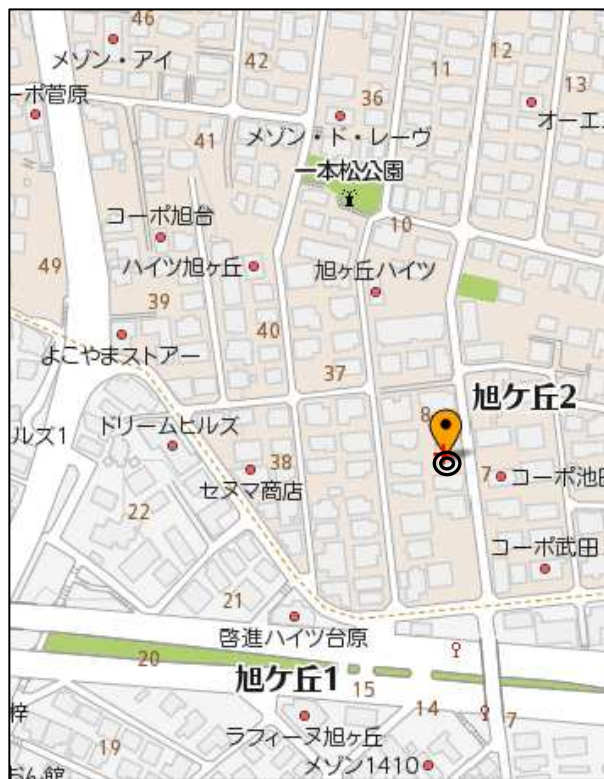 46
メゾン・アイ
42
12
11
13
36
ーポ菅原
オーエ
メゾン・ド・レーヴ
41
一本松公園
コーポ旭台
10
49
ハイツ旭ヶ丘
旭ヶ丘ハイツ
39
40
よこやまストアー
37
旭ケ丘2
8
ルズ1
ドリームヒルズ
38
7
コーポ池田
セヌマ商店
22
コーポ武田
21
啓進ハイツ台原
20
旭ケ丘1
15
14
7
梓
19
ラフィーヌ旭ヶ丘
メゾン1410
おん館